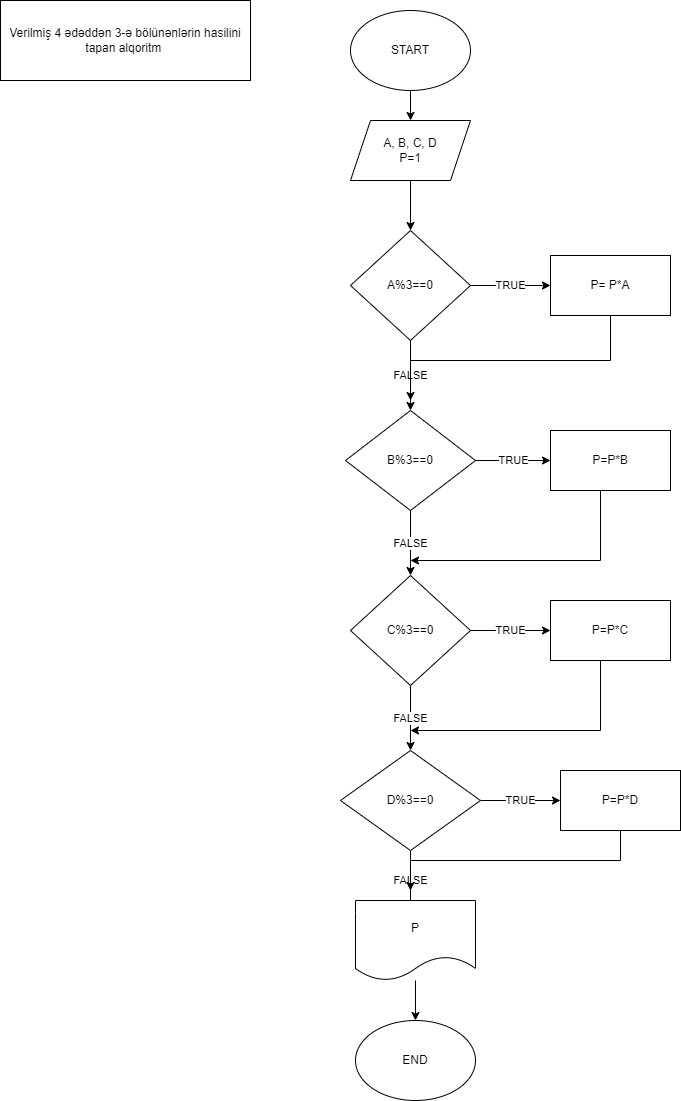 Verilmiş 4 ədəddən 3-ə bölünənlərin hasilini
tapan alqoritm
START
A, B, C, D
P=1
A%3==0
TRUE
P= P*A
FALSE
B%3==0
TRUE
P=P*B
FALSE
C%3==0
TRUE
P=P*C
FALSE
D%3==0
TRUE
P=P*D
FALSE
P
END